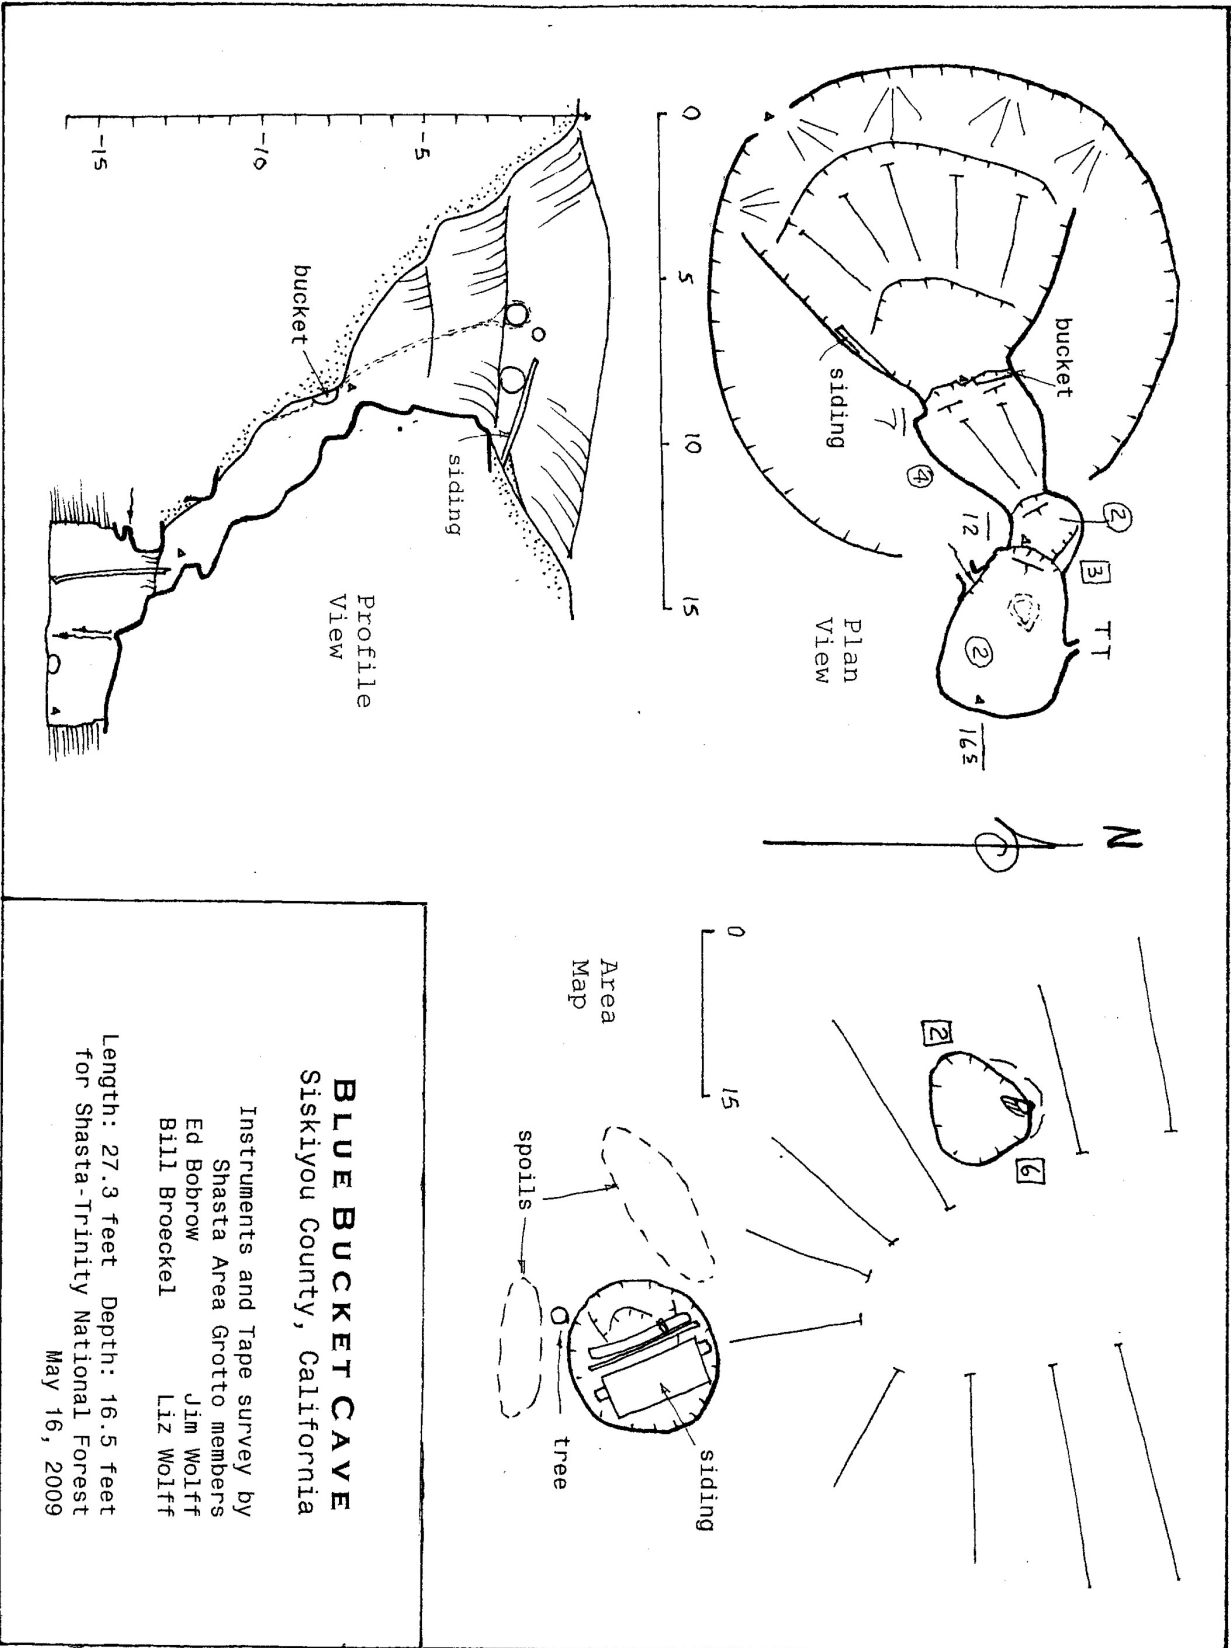 0
5
10
15
bucket
siding
7
4
12
2
3
TT
2
16⁵
Plan
View
N
0
-5
-10
-15
bucket
siding
Profile
View
0
15
Area
Map
2
6
spoils
tree
siding
BLUE BUCKET CAVE
Siskiyou County, California
Instruments and Tape survey by
Shasta Area Grotto members
Ed Bobrow Jim Wolff
Bill Broeckel Liz Wolff
Length: 27.3 feet Depth: 16.5 feet
for Shasta-Trinity National Forest
May 16, 2009